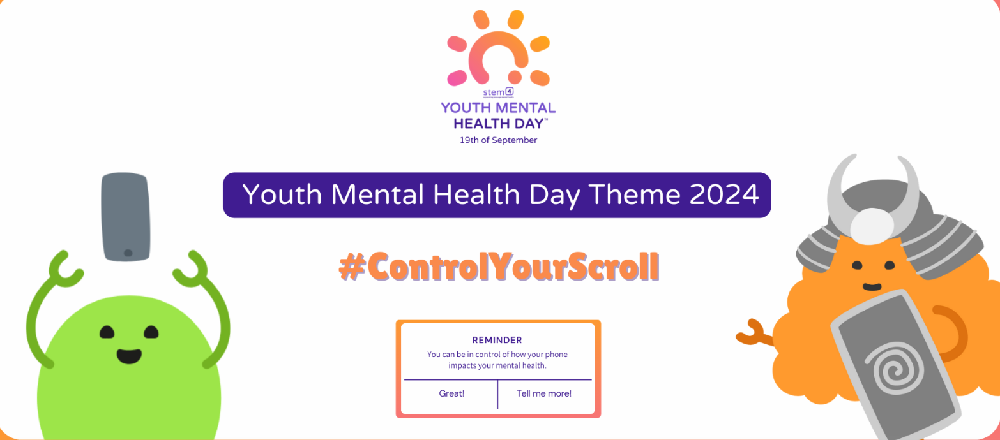 stem4
YOUTH MENTAL
HEALTH DAY™
19th of September
Youth Mental Health Day Theme 2024
#ControlYourScroll
REMINDER
You can be in control of how your phone
impacts your mental health.
Great!
Tell me more!